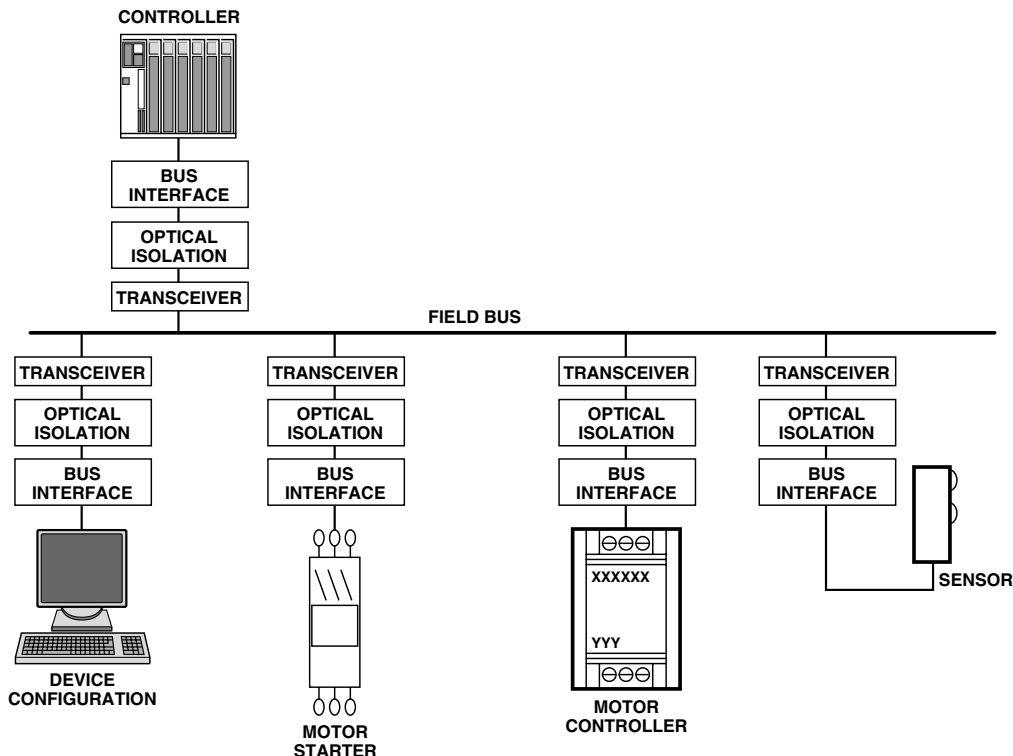 CONTROLLER
BUS
INTERFACE
OPTICAL
ISOLATION
TRANSCEIVER
FIELD BUS
TRANSCEIVER
OPTICAL
ISOLATION
BUS
INTERFACE
DEVICE
CONFIGURATION
TRANSCEIVER
OPTICAL
ISOLATION
BUS
INTERFACE
MOTOR
STARTER
TRANSCEIVER
OPTICAL
ISOLATION
BUS
INTERFACE
XXXXXX
YYY
MOTOR
CONTROLLER
TRANSCEIVER
OPTICAL
ISOLATION
BUS
INTERFACE
SENSOR